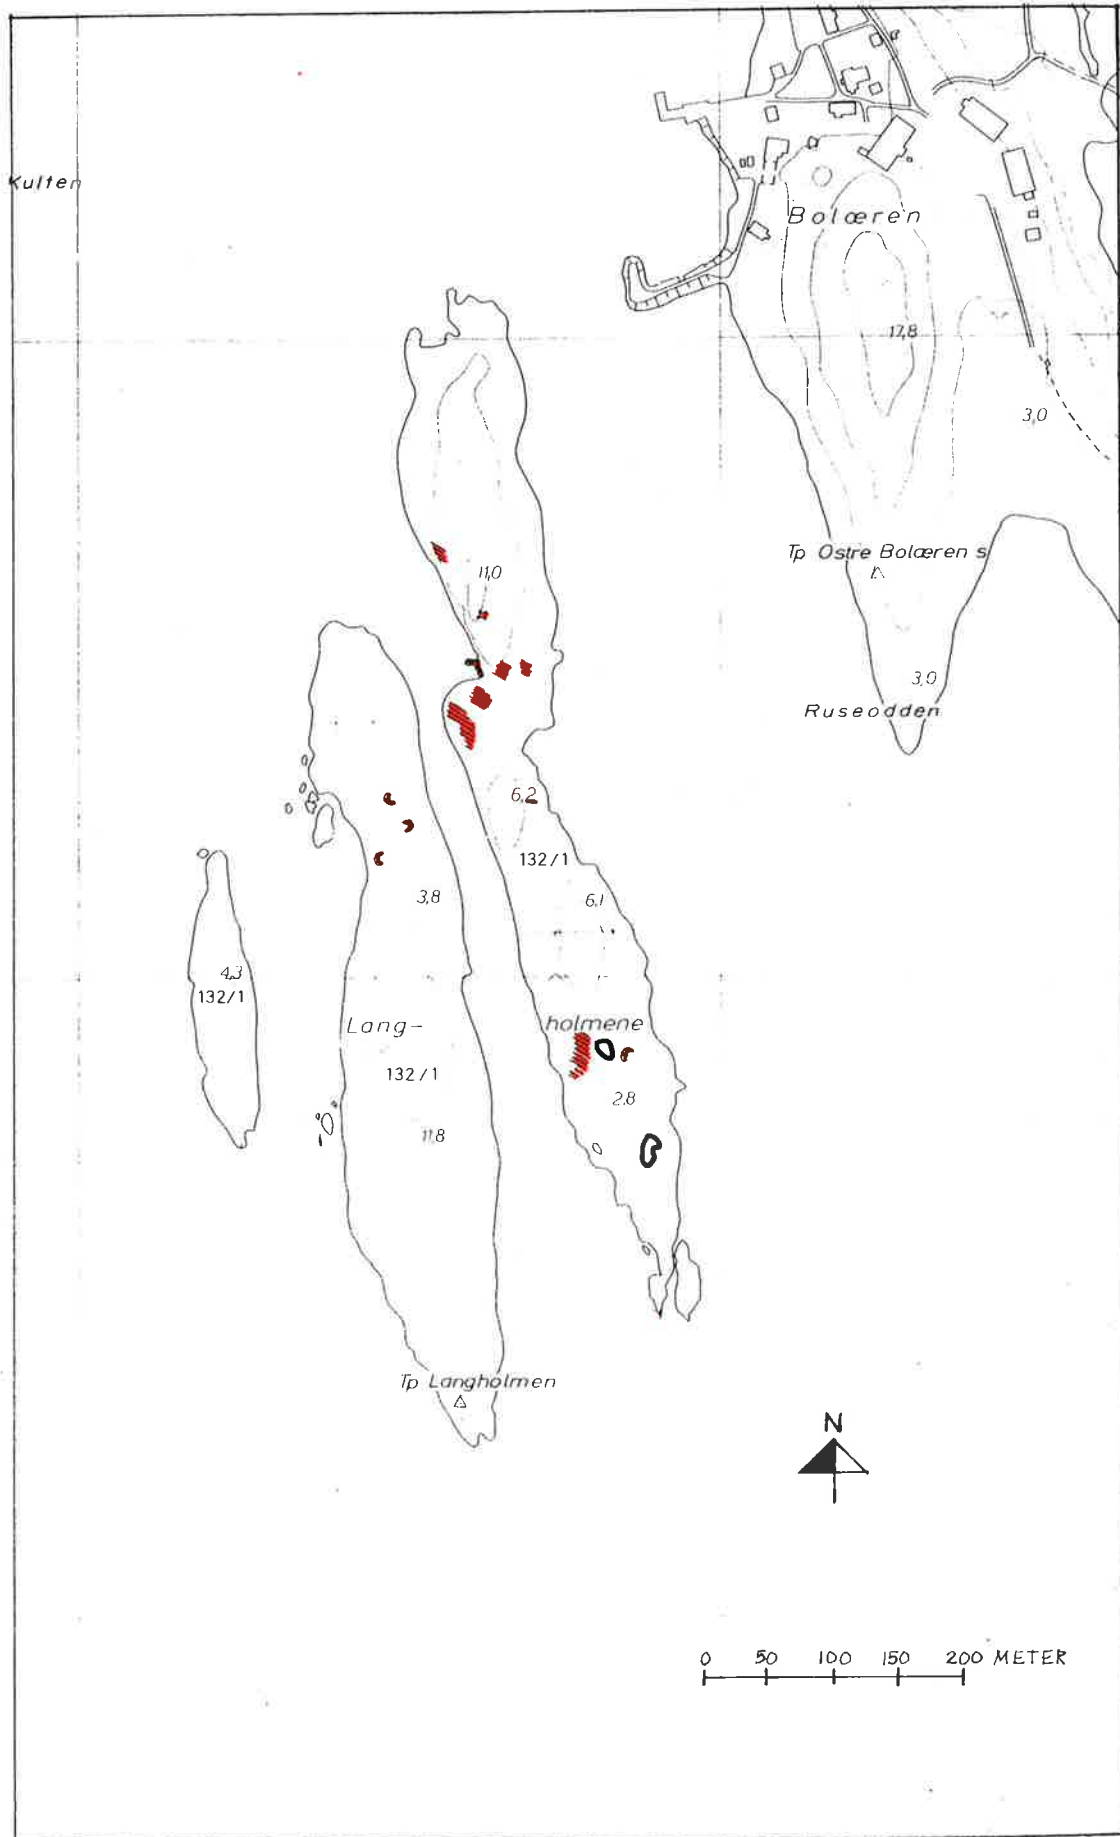 Kulten
Bolæren
17,8
3,0
Tp Ostre Bolæren s
11,0
3,0
Ruseodden
6,2
132/1
3,8
6,1
4,3
132/1
Lang-
holmene
132/1
2,8
11,8
Tp Langholmen
N
0 50 100 150 200 METER